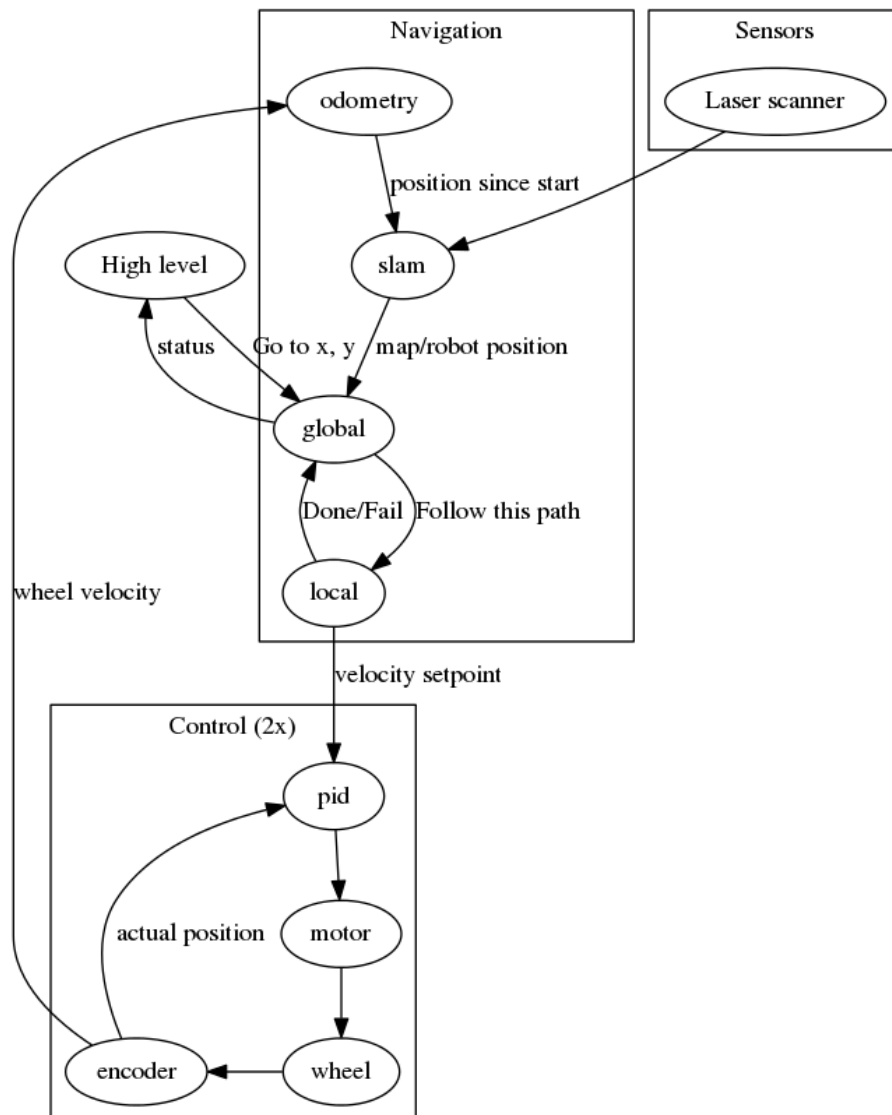 Navigation
Sensors
odometry
Laser scanner
position since start
High level
slam
status
Go to x, y
map/robot position
global
Done/Fail
Follow this path
local
wheel velocity
velocity setpoint
Control (2x)
pid
actual position
motor
encoder
wheel